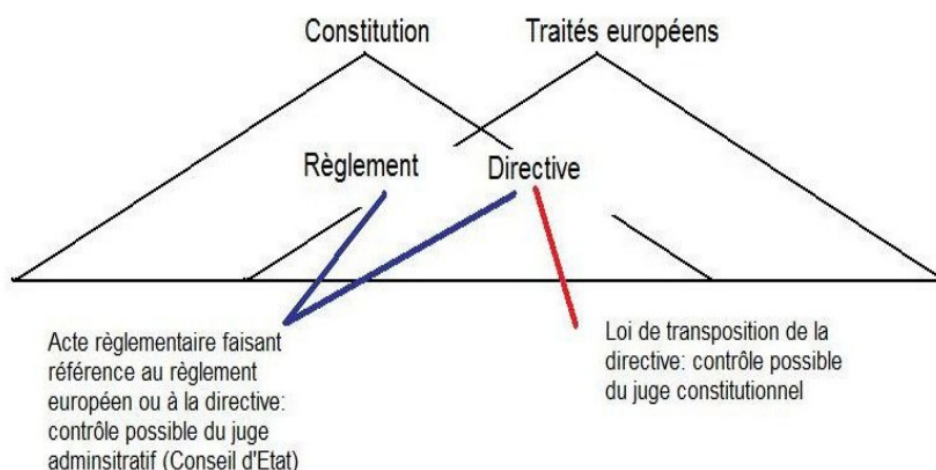 Constitution
Traités européens
Règlement
Directive
Acte règlementaire faisant
référence au règlement
européen ou à la directive:
contrôle possible du juge
adminsitratif (Conseil d'Etat)
Loi de transposition de la
directive: contrôle possible
du juge constitutionnel